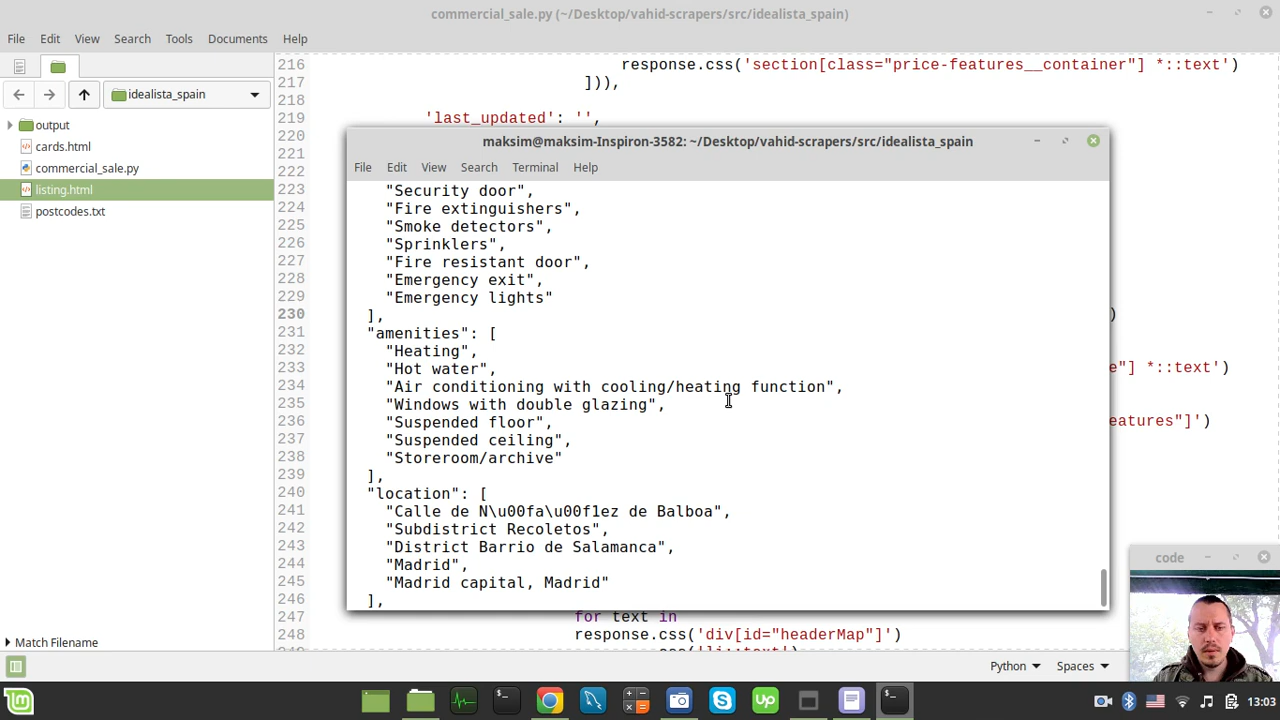 commercial_sale.py (~/Desktop/vahid-scrapers/src/idealista_spain)
File Edit View Search Tools Documents Help
idealista_spain
output
cards.html
commercial_sale.py
listing.html
postcodes.txt
Match Filename
216 response.css('section[class="price-features__container"] *::text')
217 ])),
218
219 'last_updated': '',
220
221
222
223
224
225
226
227
228
229
230 )
231
232
233 e"] *::text')
234
235
236 eatures"]')
237
238
239
240
241
242
243
244
245
246
247 for text in
248 response.css('div[id="headerMap"]')
maksim@maksim-Inspiron-3582: ~/Desktop/vahid-scrapers/src/idealista_spain
File Edit View Search Terminal Help
"Security door",
"Fire extinguishers",
"Smoke detectors",
"Sprinklers",
"Fire resistant door",
"Emergency exit",
"Emergency lights"
],
"amenities": [
"Heating",
"Hot water",
"Air conditioning with cooling/heating function",
"Windows with double glazing",
"Suspended floor",
"Suspended ceiling",
"Storeroom/archive"
],
"location": [
"Calle de N\u00fa\u00f1ez de Balboa",
"Subdistrict Recoletos",
"District Barrio de Salamanca",
"Madrid",
"Madrid capital, Madrid"
],
code
Python Spaces
13:03